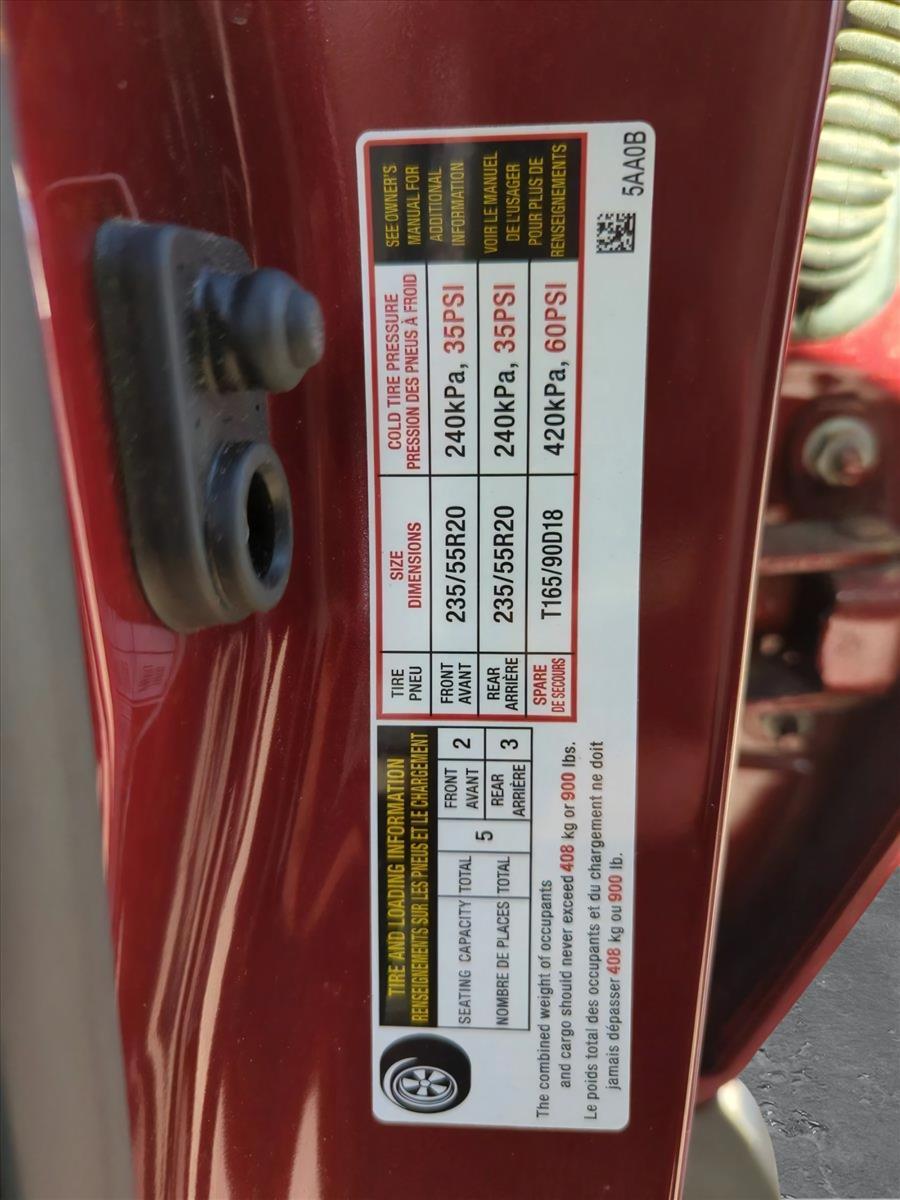 TIRE AND LOADING INFORMATION
RENSEIGNEMENTS SUR LES PNEUS ET LE CHARGEMENT
SEATING CAPACITY TOTAL 5 FRONT AVANT 2
NOMBRE DE PLACES TOTAL REAR ARRIÈRE 3
The combined weight of occupants
and cargo should never exceed 408 kg or 900 lbs.
Le poids total des occupants et du chargement ne doit
jamais dépasser 408 kg ou 900 lb.
TIRE SIZE COLD TIRE PRESSURE
PNEU DIMENSIONS PRESSION DES PNEUS À FROID
FRONT AVANT 235/55R20 240kPa, 35PSI
REAR ARRIÈRE 235/55R20 240kPa, 35PSI
SPARE DE SECOURS T165/90D18 420kPa, 60PSI
SEE OWNER'S
MANUAL FOR
ADDITIONAL
INFORMATION
VOIR LE MANUEL
DE L'USAGER
POUR PLUS DE
RENSEIGNEMENTS
5AA0B